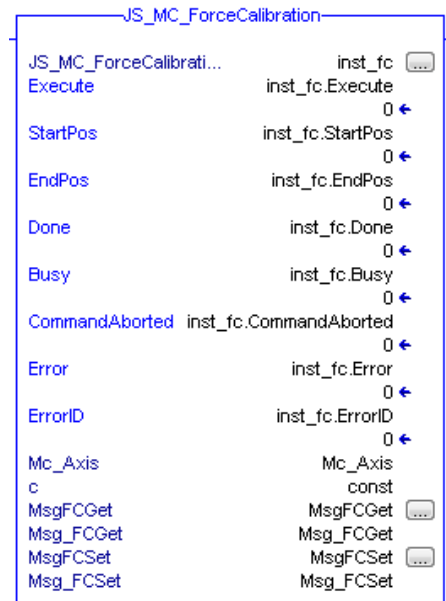 JS_MC_ForceCalibration
JS_MC_ForceCalibrati... inst_fc ...
Execute inst_fc.Execute
0
StartPos inst_fc.StartPos
0
EndPos inst_fc.EndPos
0
Done inst_fc.Done
0
Busy inst_fc.Busy
0
CommandAborted inst_fc.CommandAborted
0
Error inst_fc.Error
0
ErrorID inst_fc.ErrorID
0
Mc_Axis Mc_Axis
c const
MsgFCGet MsgFCGet ...
Msg_FCGet Msg_FCGet
MsgFCSet MsgFCSet ...
Msg_FCSet Msg_FCSet